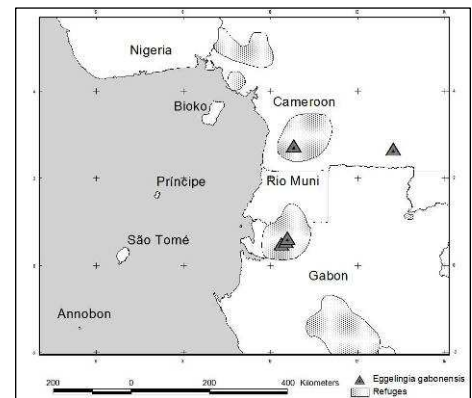 Nigeria
Bioko
Cameroon
Príncipe
Rio Muni
São Tomé
Gabon
Annobon
200 0 200 400 Kilometers
Eggelingia gabonensis
Refuges